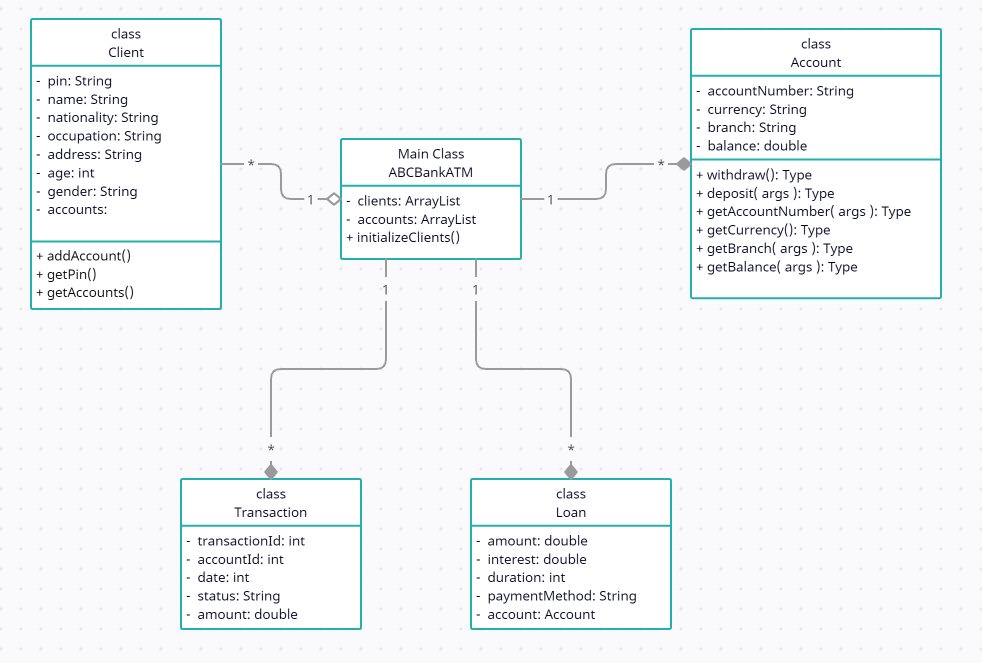 class
Client
- pin: String
- name: String
- nationality: String
- occupation: String
- address: String
- age: int
- gender: String
- accounts:
+ addAccount()
+ getPin()
+ getAccounts()
*
1
Main Class
ABCBankATM
- clients: ArrayList
- accounts: ArrayList
+ initializeClients()
1
*
class
Account
- accountNumber: String
- currency: String
- branch: String
- balance: double
+ withdraw(): Type
+ deposit( args ): Type
+ getAccountNumber( args ): Type
+ getCurrency(): Type
+ getBranch( args ): Type
+ getBalance( args ): Type
1
1
*
*
class
Transaction
- transactionId: int
- accountId: int
- date: int
- status: String
- amount: double
class
Loan
- amount: double
- interest: double
- duration: int
- paymentMethod: String
- account: Account